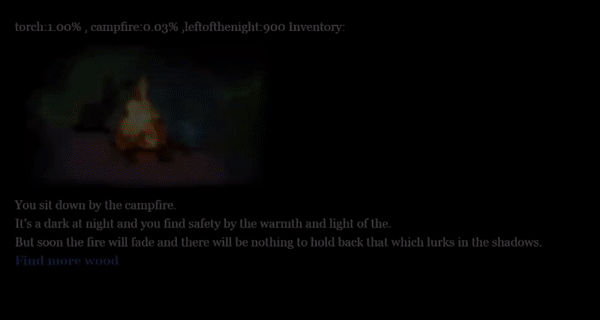 torch:1.00% , campfire:0.03% ,leftofthenight:900 Inventory:
You sit down by the campfire.
It's a dark at night and you find safety by the warmth and light of the.
But soon the fire will fade and there will be nothing to hold back that which lurks in the shadows.
Find more wood